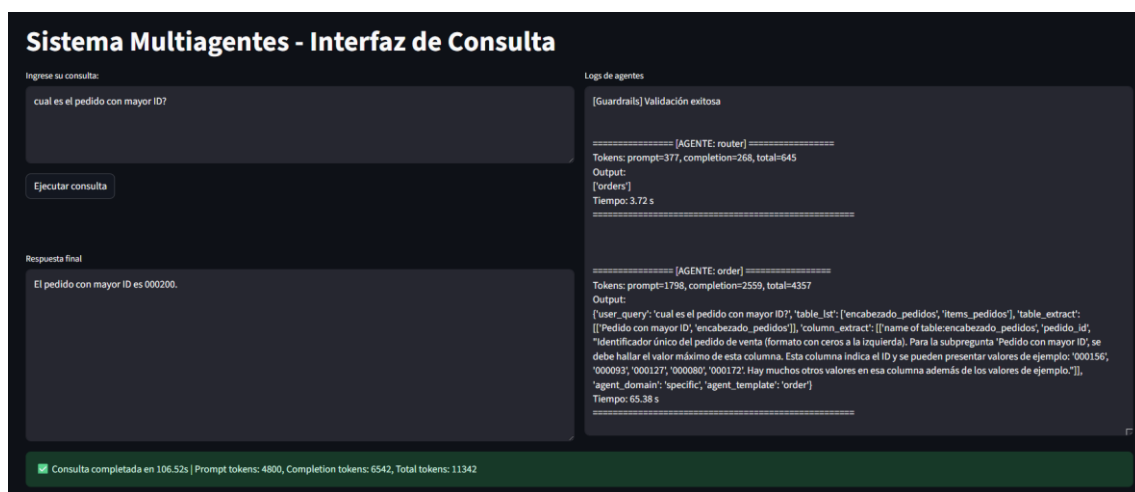 Sistema Multiagentes - Interfaz de Consulta
Ingrese su consulta:
cual es el pedido con mayor ID?
Ejecutar consulta
Respuesta final
El pedido con mayor ID es 000200.
Logs de agentes
[Guardrails] Validación exitosa
================ [AGENTE: router] =================
Tokens: prompt=377, completion=268, total=645
Output:
['orders']
Tiempo: 3.72 s
====================================================
================ [AGENTE: order] =================
Tokens: prompt=1798, completion=2559, total=4357
Output:
{'user_query': 'cual es el pedido con mayor ID?', 'table_lst': ['encabezado_pedidos', 'items_pedidos'], 'table_extract':
[['Pedido con mayor ID', 'encabezado_pedidos']], 'column_extract': [['name of table:encabezado_pedidos', 'pedido_id',
"Identificador único del pedido de venta (formato con ceros a la izquierda). Para la subpregunta 'Pedido con mayor ID', se
debe hallar el valor máximo de esta columna. Esta columna indica el ID y se pueden presentar valores de ejemplo: '000156',
'000093', '000127', '000080', '000172'. Hay muchos otros valores en esa columna además de los valores de ejemplo."]],
'agent_domain': 'specific', 'agent_template': 'order'}
Tiempo: 65.38 s
====================================================
✅ Consulta completada en 106.52s | Prompt tokens: 4800, Completion tokens: 6542, Total tokens: 11342